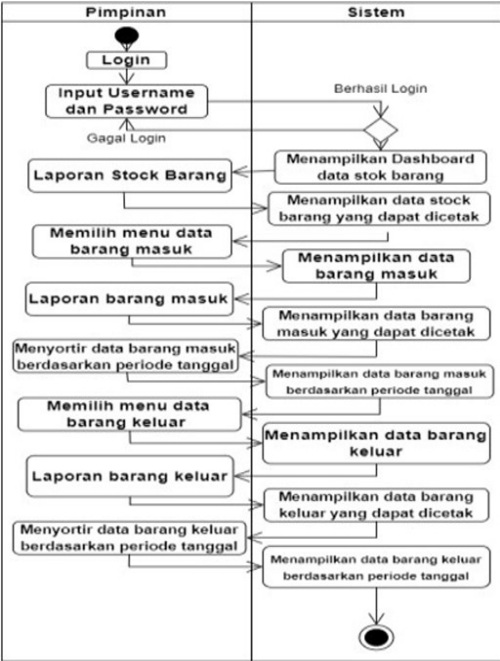 Pimpinan
Sistem
Login
Input Username
dan Password
Berhasil Login
Gagal Login
Menampilkan Dashboard
data stok barang
Laporan Stock Barang
Menampilkan data stock
barang yang dapat dicetak
Memilih menu data
barang masuk
Menampilkan data
barang masuk
Laporan barang masuk
Menampilkan data barang
masuk yang dapat dicetak
Menyortir data barang masuk
berdasarkan periode tanggal
Menampilkan data barang masuk
berdasarkan periode tanggal
Memilih menu data
barang keluar
Menampilkan data barang
keluar
Laporan barang keluar
Menampilkan data barang
keluar yang dapat dicetak
Menyortir data barang keluar
berdasarkan periode tanggal
Menampilkan data barang keluar
berdasarkan periode tanggal